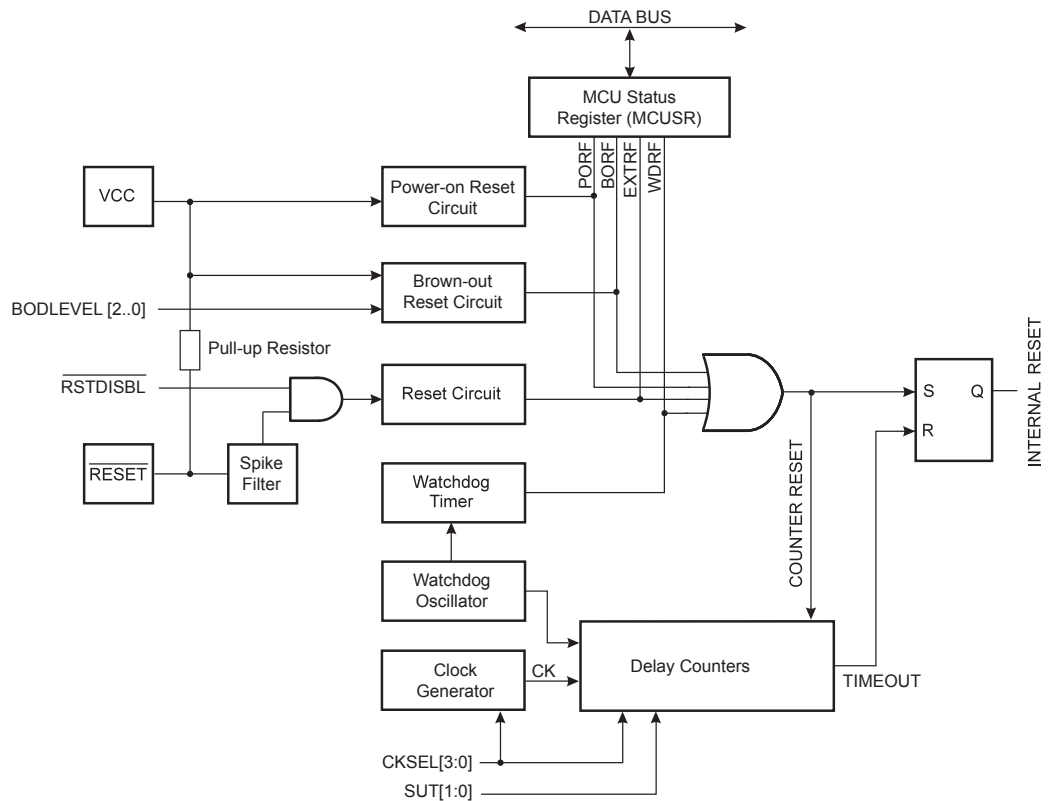 DATA BUS
MCU Status
Register (MCUSR)
PORF
BORF
EXTRF
WDRF
VCC
Power-on Reset
Circuit
Brown-out
Reset Circuit
BODLEVEL [2..0]
Pull-up Resistor
RSTDISBL
Reset Circuit
S
Q
R
INTERNAL RESET
RESET
Spike
Filter
Watchdog
Timer
COUNTER RESET
Watchdog
Oscillator
Clock
Generator
CK
Delay Counters
TIMEOUT
CKSEL[3:0]
SUT[1:0]